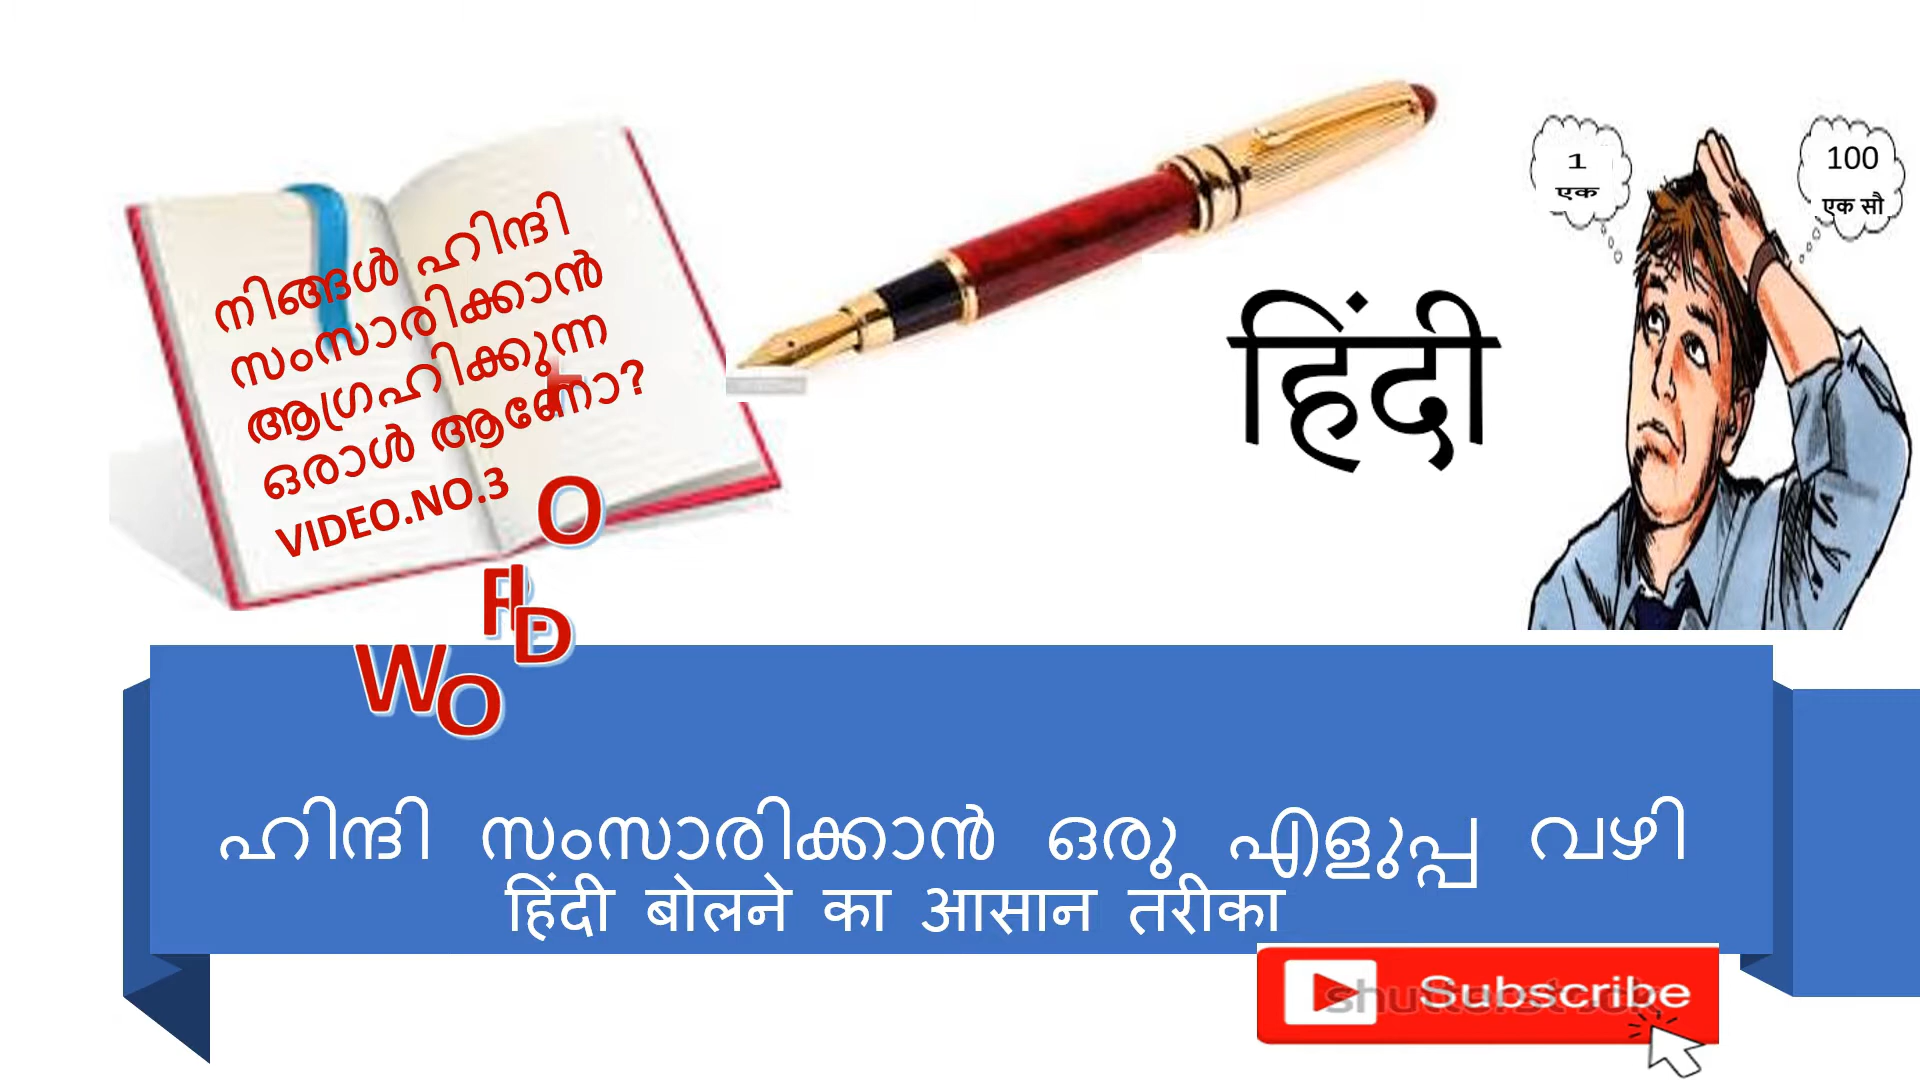 നിങ്ങൾ ഹിന്ദി
സംസാരിക്കാൻ
ആഗ്രഹിക്കുന്ന
ഒരാൾ ആണോ?
VIDEO.NO.3
1
एक
100
एक सौ
हिंदी
O
D
W
O
ഹിന്ദി സംസാരിക്കാൻ ഒരു എളുപ്പ വഴി
हिंदी बोलने का आसान तरीका
Subscribe
shutterstock